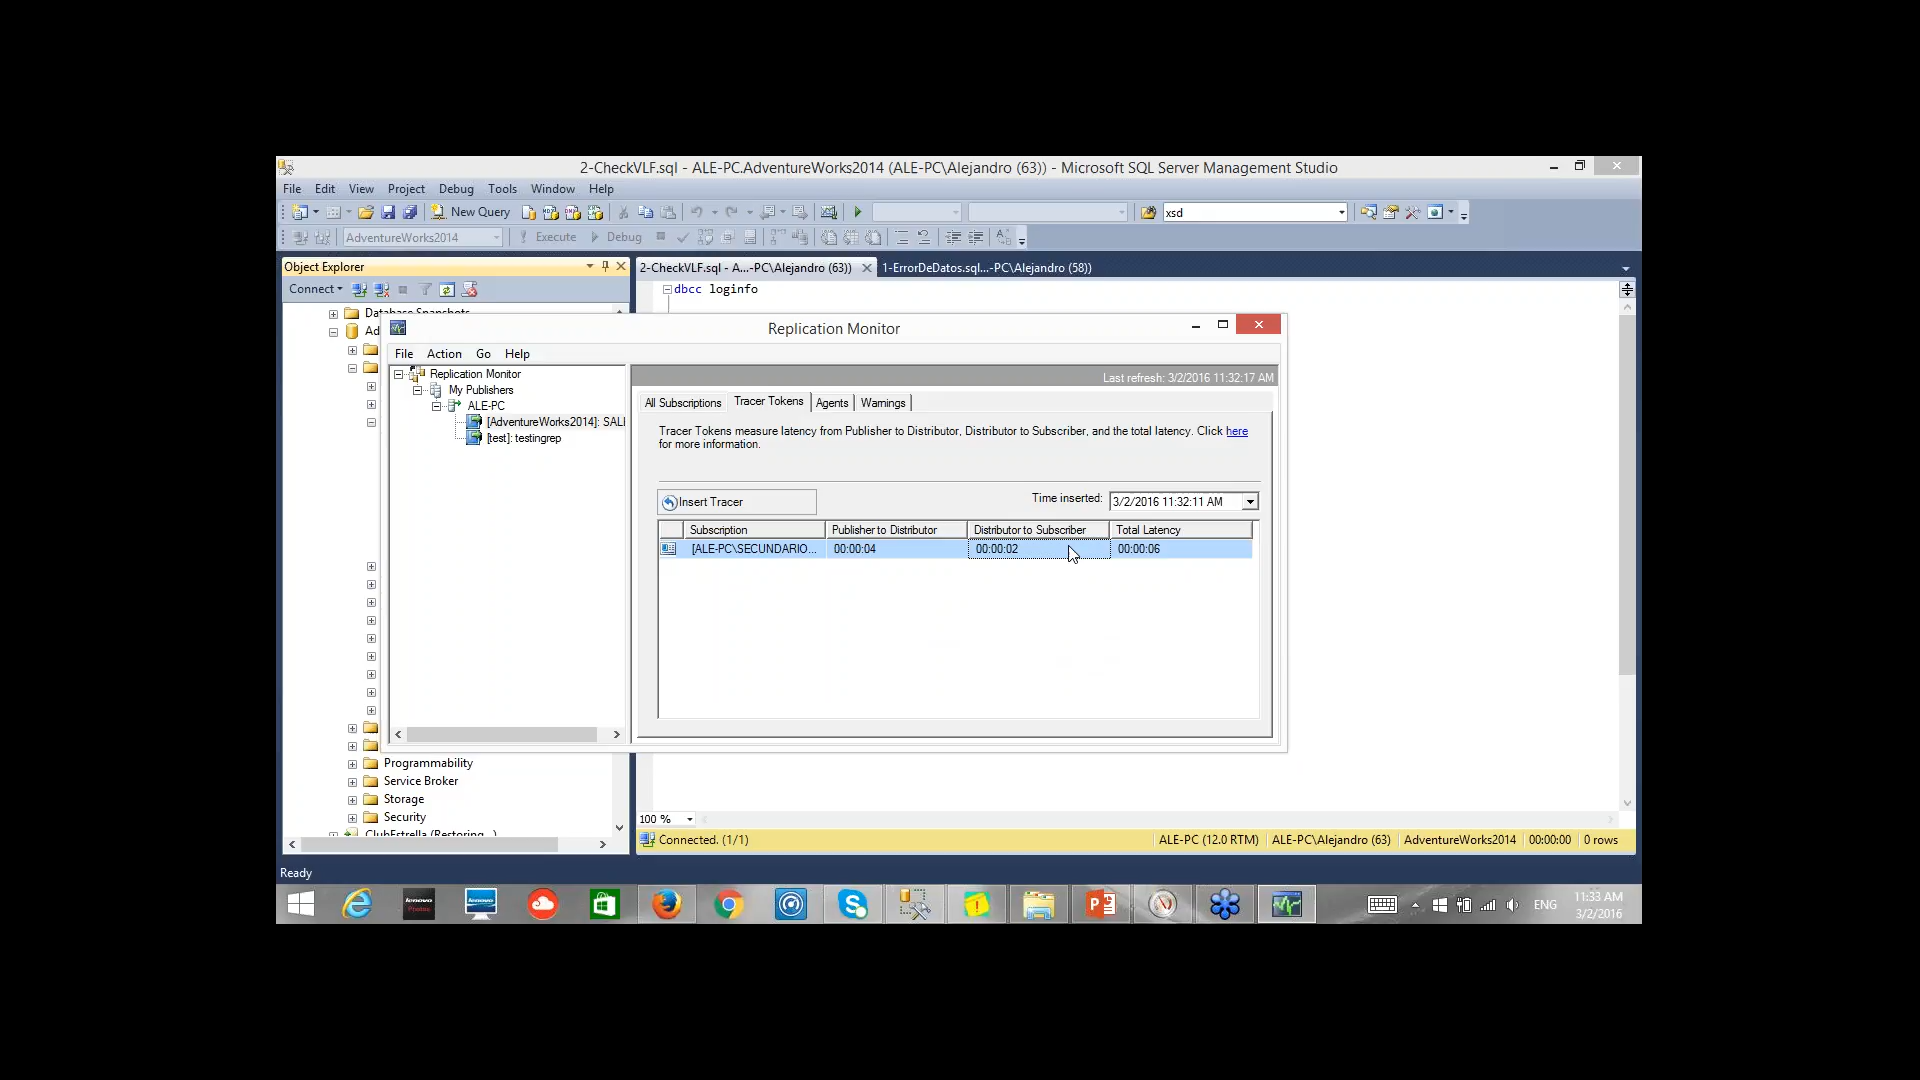 2-CheckVLF.sql - ALE-PC.AdventureWorks2014 (ALE-PC\Alejandro (63)) - Microsoft SQL Server Management Studio
File Edit View Project Debug Tools Window Help
New Query xsd
AdventureWorks2014 Execute Debug
Object Explorer
2-CheckVLF.sql - A...-PC\Alejandro (63)) 1-ErrorDeDatos.sql...-PC\Alejandro (58))
Connect
dbcc loginfo
Database Snapshots
Ad
Replication Monitor
File Action Go Help
Replication Monitor
My Publishers
ALE-PC
[AdventureWorks2014]: SALI
[test]: testingrep
Last refresh: 3/2/2016 11:32:17 AM
All Subscriptions Tracer Tokens Agents Warnings
Tracer Tokens measure latency from Publisher to Distributor, Distributor to Subscriber, and the total latency. Click here
for more information.
Insert Tracer Time inserted: 3/2/2016 11:32:11 AM
Subscription Publisher to Distributor Distributor to Subscriber Total Latency
[ALE-PC\SECUNDARIO... 00:00:04 00:00:02 00:00:06
Programmability
Service Broker
Storage
Security
ClubEstrella (Restoring...)
100 %
Connected. (1/1) ALE-PC (12.0 RTM) ALE-PC\Alejandro (63) AdventureWorks2014 00:00:00 0 rows
Ready
lenovo
lenovo
ENG
11:33 AM
3/2/2016